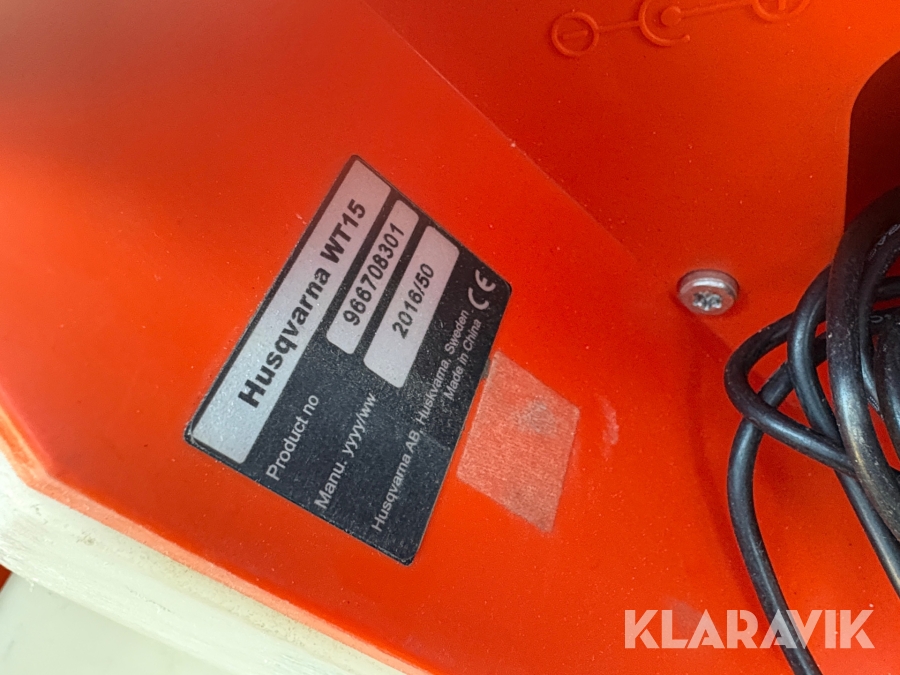 Husqvarna WT15
Product no 966708301
Manu. yyyy/ww 2016/50
Husqvarna AB, Huskvarna, Sweden
Made In China CE
KLARAVIK